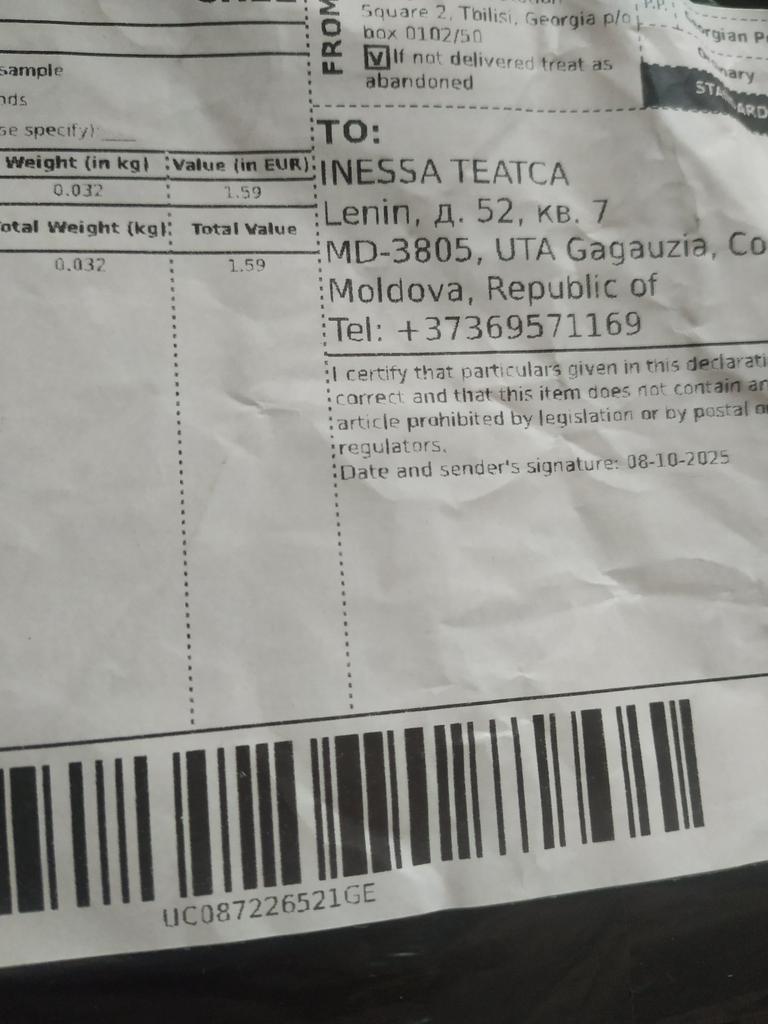 FROM
Square 2, Tbilisi, Georgia p/o
box 0102/50
V If not delivered treat as
abandoned
sample
se specify):
Weight (in kg) Value (in EUR)
0.032 1.59
Total Weight (kg) Total Value
0.032 1.59
TO:
INESSA TEATCA
Lenin, д. 52, кв. 7
MD-3805, UTA Gagauzia, Co
Moldova, Republic of
Tel: +37369571169
I certify that particulars given in this declarati
correct and that this item does not contain an
article prohibited by legislation or by postal o
regulators.
Date and sender's signature: 08-10-2025
UC087226521GE